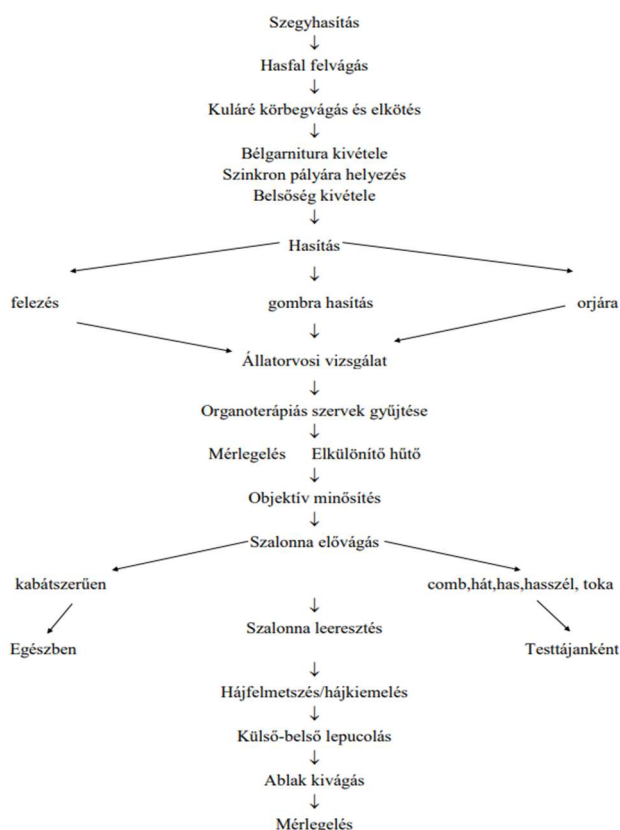 Szegyhasítás
↓
Hasfal felvágás
↓
Kuláré körbegvágás és elkötés
↓
Bélgarnitura kivétele
Szinkron pályára helyezés
Belsőség kivétele
↓
Hasítás
↓
felezés gombra hasítás orjára
↓
Állatorvosi vizsgálat
↓
Organoterápiás szervek gyűjtése
↓
Mérlegelés Elkülönítő hűtő
↓
Objektív minősítés
↓
Szalonna elővágás
kabátszerűen comb,hát,has,hasszél, toka
↓
Szalonna leeresztés
Egészben Testtájanként
↓
Hájfelmetszés/hájkiemelés
↓
Külső-belső lepucolás
↓
Ablak kivágás
↓
Mérlegelés